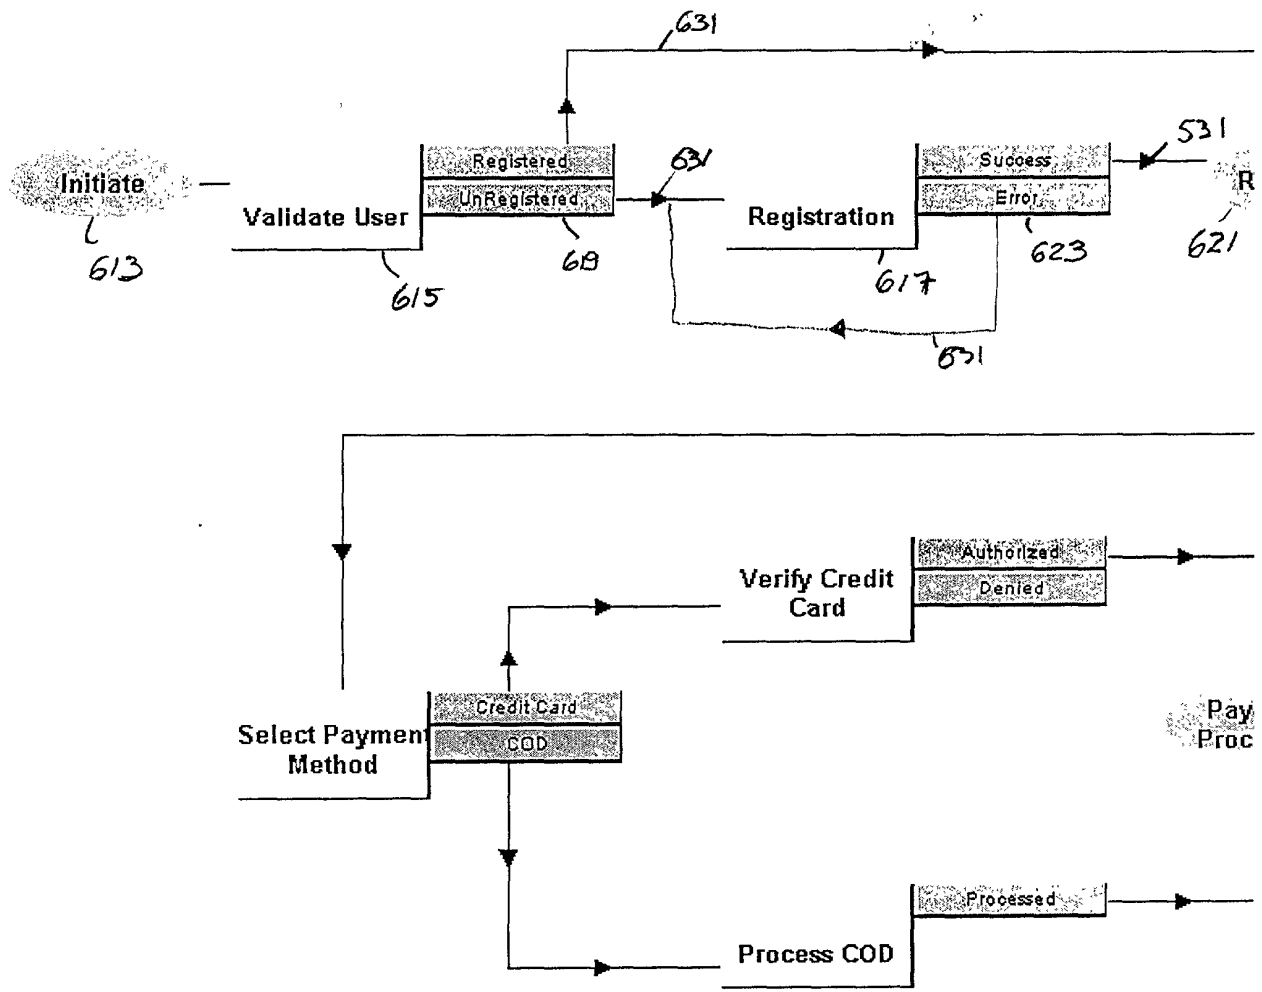 631
531
Registered
631
Success
Initiate
R
UnRegistered
Error
Validate User
Registration
613
615
619
617
623
621
631
Authorized
Verify Credit
Card
Denied
Credit Card
Select Payment
Method
COD
Pay
Proc
Processed
Process COD